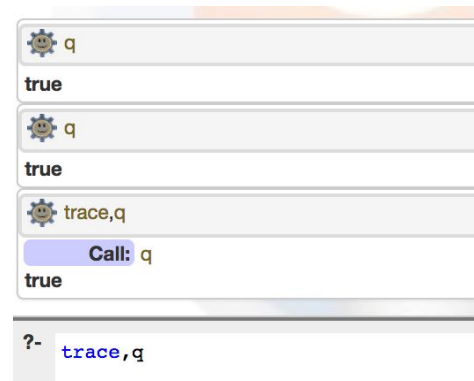 q
true
q
true
trace,q
Call: q
true
?- trace,q